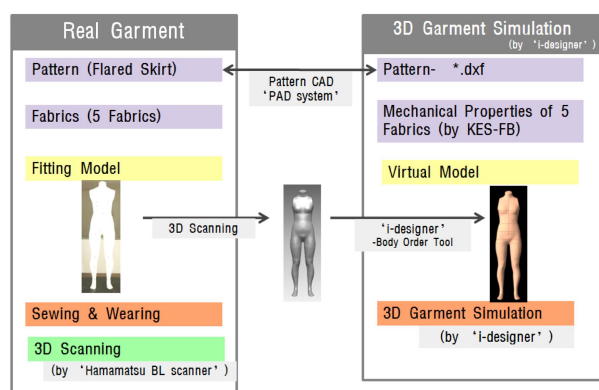 Real Garment
Pattern (Flared Skirt)
Fabrics (5 Fabrics)
Fitting Model
Sewing & Wearing
3D Scanning
(by 'Hamamatsu BL scanner')
Pattern CAD
'PAD system'
3D Scanning
'i-designer'
-Body Order Tool
3D Garment Simulation
(by 'i-designer')
Pattern- *.dxf
Mechanical Properties of 5
Fabrics (by KES-FB)
Virtual Model
3D Garment Simulation
(by 'i-designer')